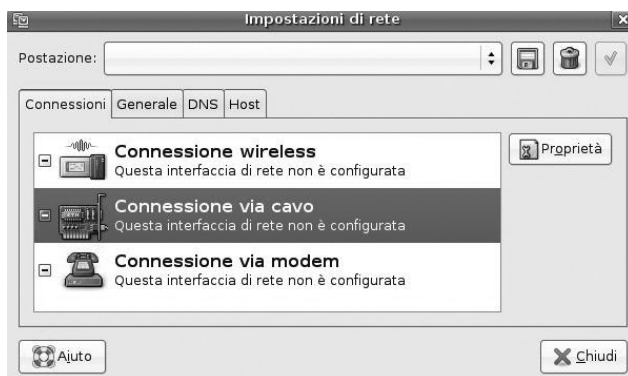 Impostazioni di rete
Postazione:
Connessioni Generale DNS Host
Connessione wireless
Questa interfaccia di rete non è configurata
Proprietà
Connessione via cavo
Questa interfaccia di rete non è configurata
Connessione via modem
Questa interfaccia di rete non è configurata
Aiuto
Chiudi